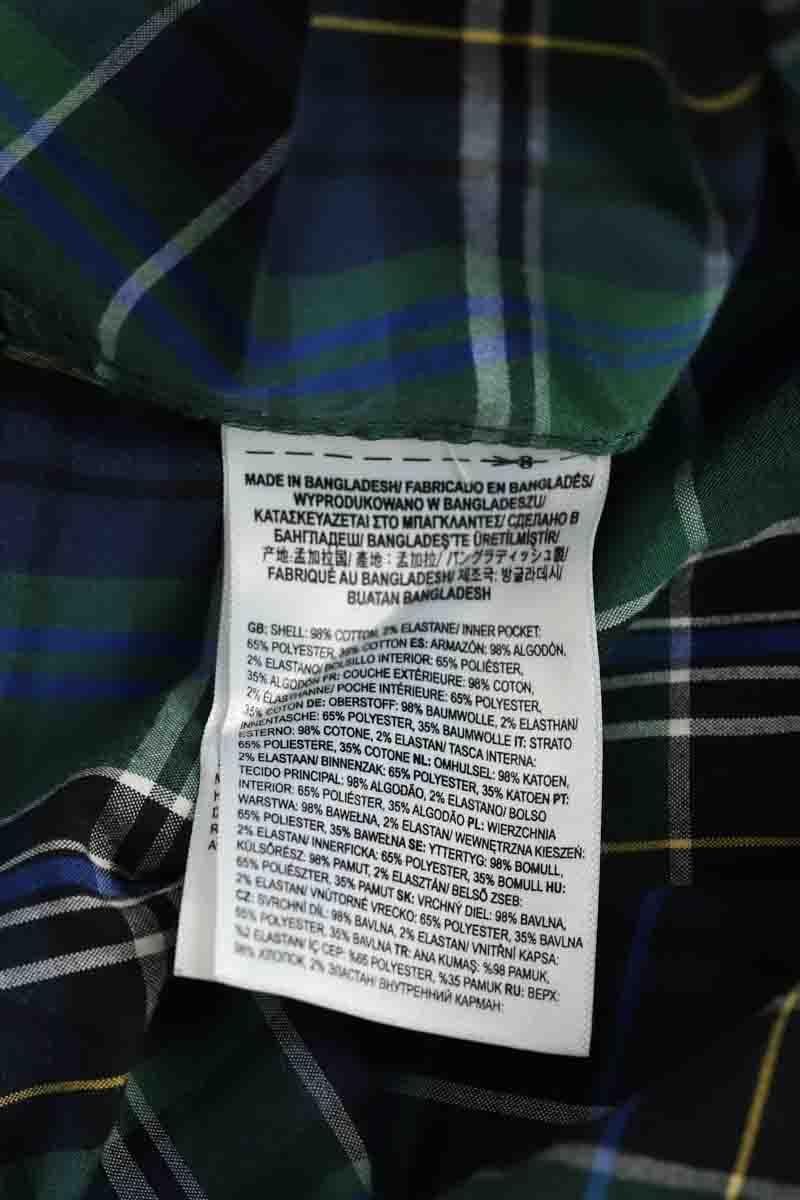 MADE IN BANGLADESH/ FABRICADO EN BANGLADÉS/
WYPRODUKOWANO W BANGLADESZU/
ΚΑΤΑΣΚΕΥΑΖΕΤΑΙ ΣΤΟ ΜΠΑΓΚΛΑΝΤΕΣ/ СДЕЛАНО В
БАНГЛАДЕШ/ BANGLADEŞ'TE ÜRETİLMİŞTİR/
产地:孟加拉国/ 產地:孟加拉/ バングラディッシュ製/
FABRIQUÉ AU BANGLADESH/ 제조국: 방글라데시/
BUATAN BANGLADESH
GB: SHELL: 98% COTTON, 2% ELASTANE/ INNER POCKET:
65% POLYESTER, 35% COTTON ES: ARMAZÓN: 98% ALGODÓN,
2% ELASTANO/ BOLSILLO INTERIOR: 65% POLIÉSTER,
35% ALGODÓN FR: COUCHE EXTÉRIEURE: 98% COTON,
2% ÉLASTHANNE/ POCHE INTÉRIEURE: 65% POLYESTER,
35% COTON DE: OBERSTOFF: 98% BAUMWOLLE, 2% ELASTHAN/
INNENTASCHE: 65% POLYESTER, 35% BAUMWOLLE IT: STRATO
ESTERNO: 98% COTONE, 2% ELASTAN/ TASCA INTERNA:
65% POLIESTERE, 35% COTONE NL: OMHULSEL: 98% KATOEN,
2% ELASTAAN/ BINNENZAK: 65% POLYESTER, 35% KATOEN PT:
TECIDO PRINCIPAL: 98% ALGODÃO, 2% ELASTANO/ BOLSO
INTERIOR: 65% POLIÉSTER, 35% ALGODÃO PL: WIERZCHNIA
WARSTWA: 98% BAWEŁNA, 2% ELASTAN/ WEWNĘTRZNA KIESZEŃ:
65% POLIESTER, 35% BAWEŁNA SE: YTTERTYG: 98% BOMULL,
2% ELASTAN/ INNERFICKA: 65% POLYESTER, 35% BOMULL HU:
KÜLSŐRÉSZ: 98% PAMUT, 2% ELASZTÁN/ BELSŐ ZSEB:
65% POLIÉSZTER, 35% PAMUT SK: VRCHNÝ DIEL: 98% BAVLNA,
2% ELASTAN/ VNÚTORNÉ VRECKO: 65% POLYESTER, 35% BAVLNA
CZ: SVRCHNÍ DÍL: 98% BAVLNA, 2% ELASTAN/ VNITŘNÍ KAPSA:
65% POLYESTER, 35% BAVLNA TR: ANA KUMAŞ: %98 PAMUK,
%2 ELASTAN/ İÇ CEP: %65 POLYESTER, %35 PAMUK RU: ВЕРХ:
98% ХЛОПОК, 2% ЭЛАСТАН/ ВНУТРЕННИЙ КАРМАН: